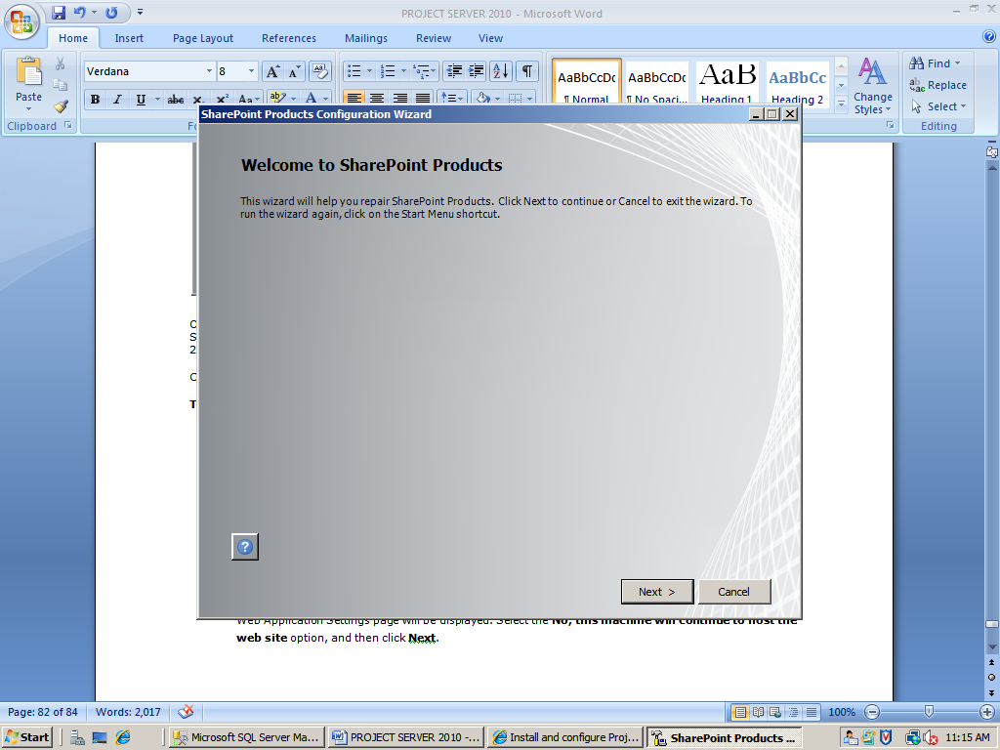 PROJECT SERVER 2010 - Microsoft Word
Home Insert Page Layout References Mailings Review View
Paste
Clipboard
Verdana 8
B I U abc x₂ x² Aa
AaBbCcDc AaBbCcDc AaB AaBbCc
¶ Normal ¶ No Spaci... Heading 1 Heading 2
Change
Styles
Find
Replace
Select
Editing
SharePoint Products Configuration Wizard
Welcome to SharePoint Products
This wizard will help you repair SharePoint Products. Click Next to continue or Cancel to exit the wizard. To
run the wizard again, click on the Start Menu shortcut.
Next >
Cancel
Web Application Settings page will be displayed. Select the No, this machine will continue to host the
web site option, and then click Next.
Page: 82 of 84 Words: 2,017 100%
Start Microsoft SQL Server Ma... PROJECT SERVER 2010 -... Install and configure Proj... SharePoint Products ... 11:15 AM